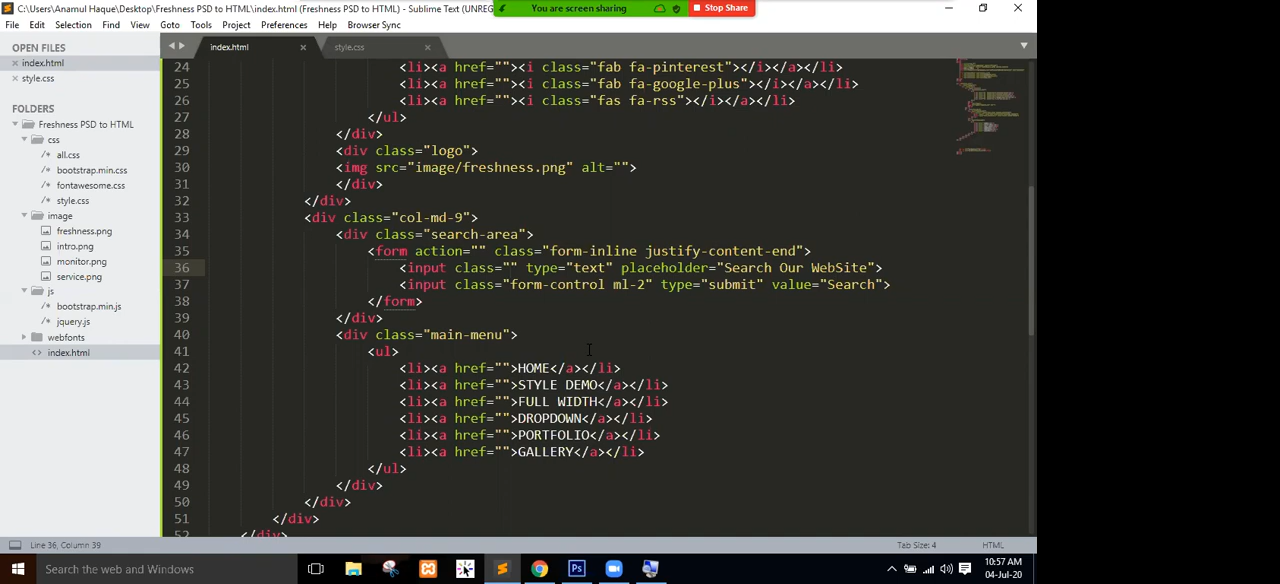 C:\Users\Anamul Haque\Desktop\Freshness PSD to HTML\index.html (Freshness PSD to HTML) - Sublime Text (UNREG
You are screen sharing
Stop Share
File Edit Selection Find View Goto Tools Project Preferences Help Browser Sync
OPEN FILES
index.html
style.css
FOLDERS
Freshness PSD to HTML
css
all.css
bootstrap.min.css
fontawesome.css
style.css
image
freshness.png
intro.png
monitor.png
service.png
js
bootstrap.min.js
jquery.js
webfonts
index.html
index.html
style.css
24 <li><a href=""><i class="fab fa-pinterest"></i></a></li>
25 <li><a href=""><i class="fab fa-google-plus"></i></a></li>
26 <li><a href=""><i class="fas fa-rss"></i></a></li>
27 </ul>
28 </div>
29 <div class="logo">
30 <img src="image/freshness.png" alt="">
31 </div>
32 </div>
33 <div class="col-md-9">
34 <div class="search-area">
35 <form action="" class="form-inline justify-content-end">
36 <input class="" type="text" placeholder="Search Our WebSite">
37 <input class="form-control ml-2" type="submit" value="Search">
38 </form>
39 </div>
40 <div class="main-menu">
41 <ul>
42 <li><a href="">HOME</a></li>
43 <li><a href="">STYLE DEMO</a></li>
44 <li><a href="">FULL WIDTH</a></li>
45 <li><a href="">DROPDOWN</a></li>
46 <li><a href="">PORTFOLIO</a></li>
47 <li><a href="">GALLERY</a></li>
48 </ul>
49 </div>
50 </div>
51 </div>
52 </div>
Line 36, Column 39
Tab Size: 4
HTML
Search the web and Windows
10:57 AM
04-Jul-20